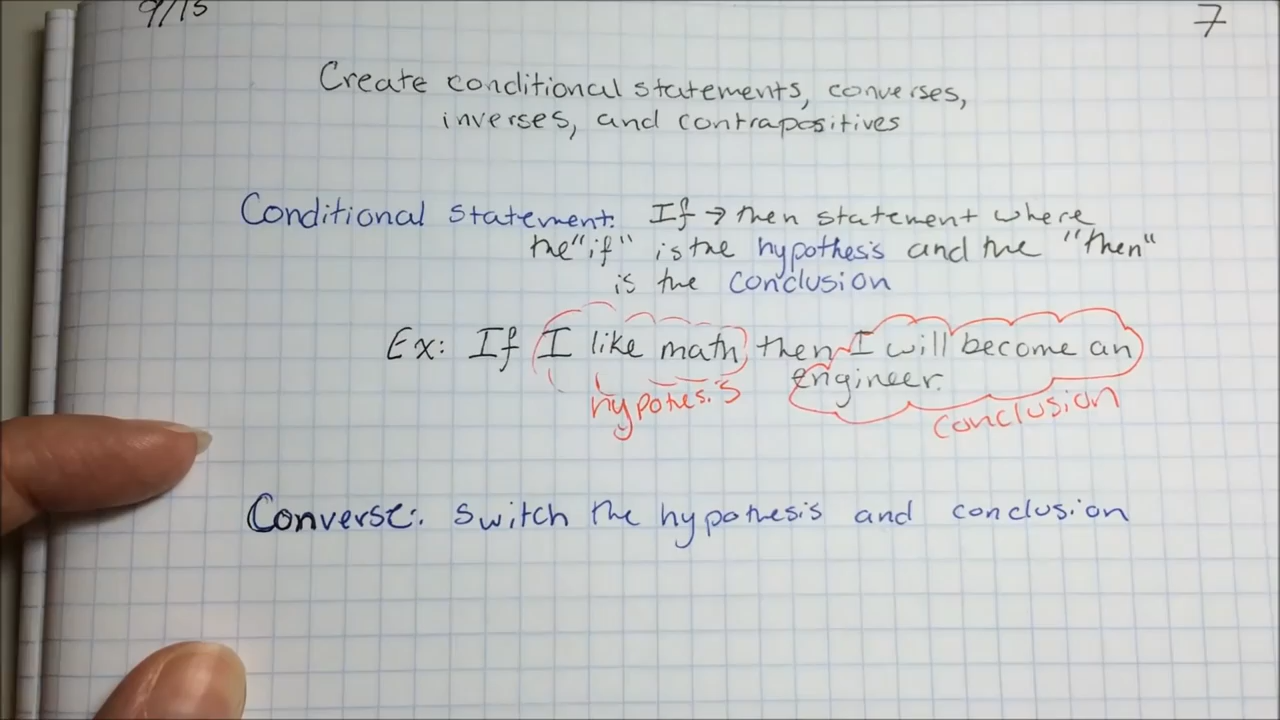 9/15
7
Create conditional statements, converses,
inverses, and contrapositives
Conditional statement: If → then statement where
the "if" is the hypothesis and the "then"
is the conclusion
Ex: If I like math then I will become an
engineer.
hypothesis
conclusion
Converse: switch the hypothesis and conclusion